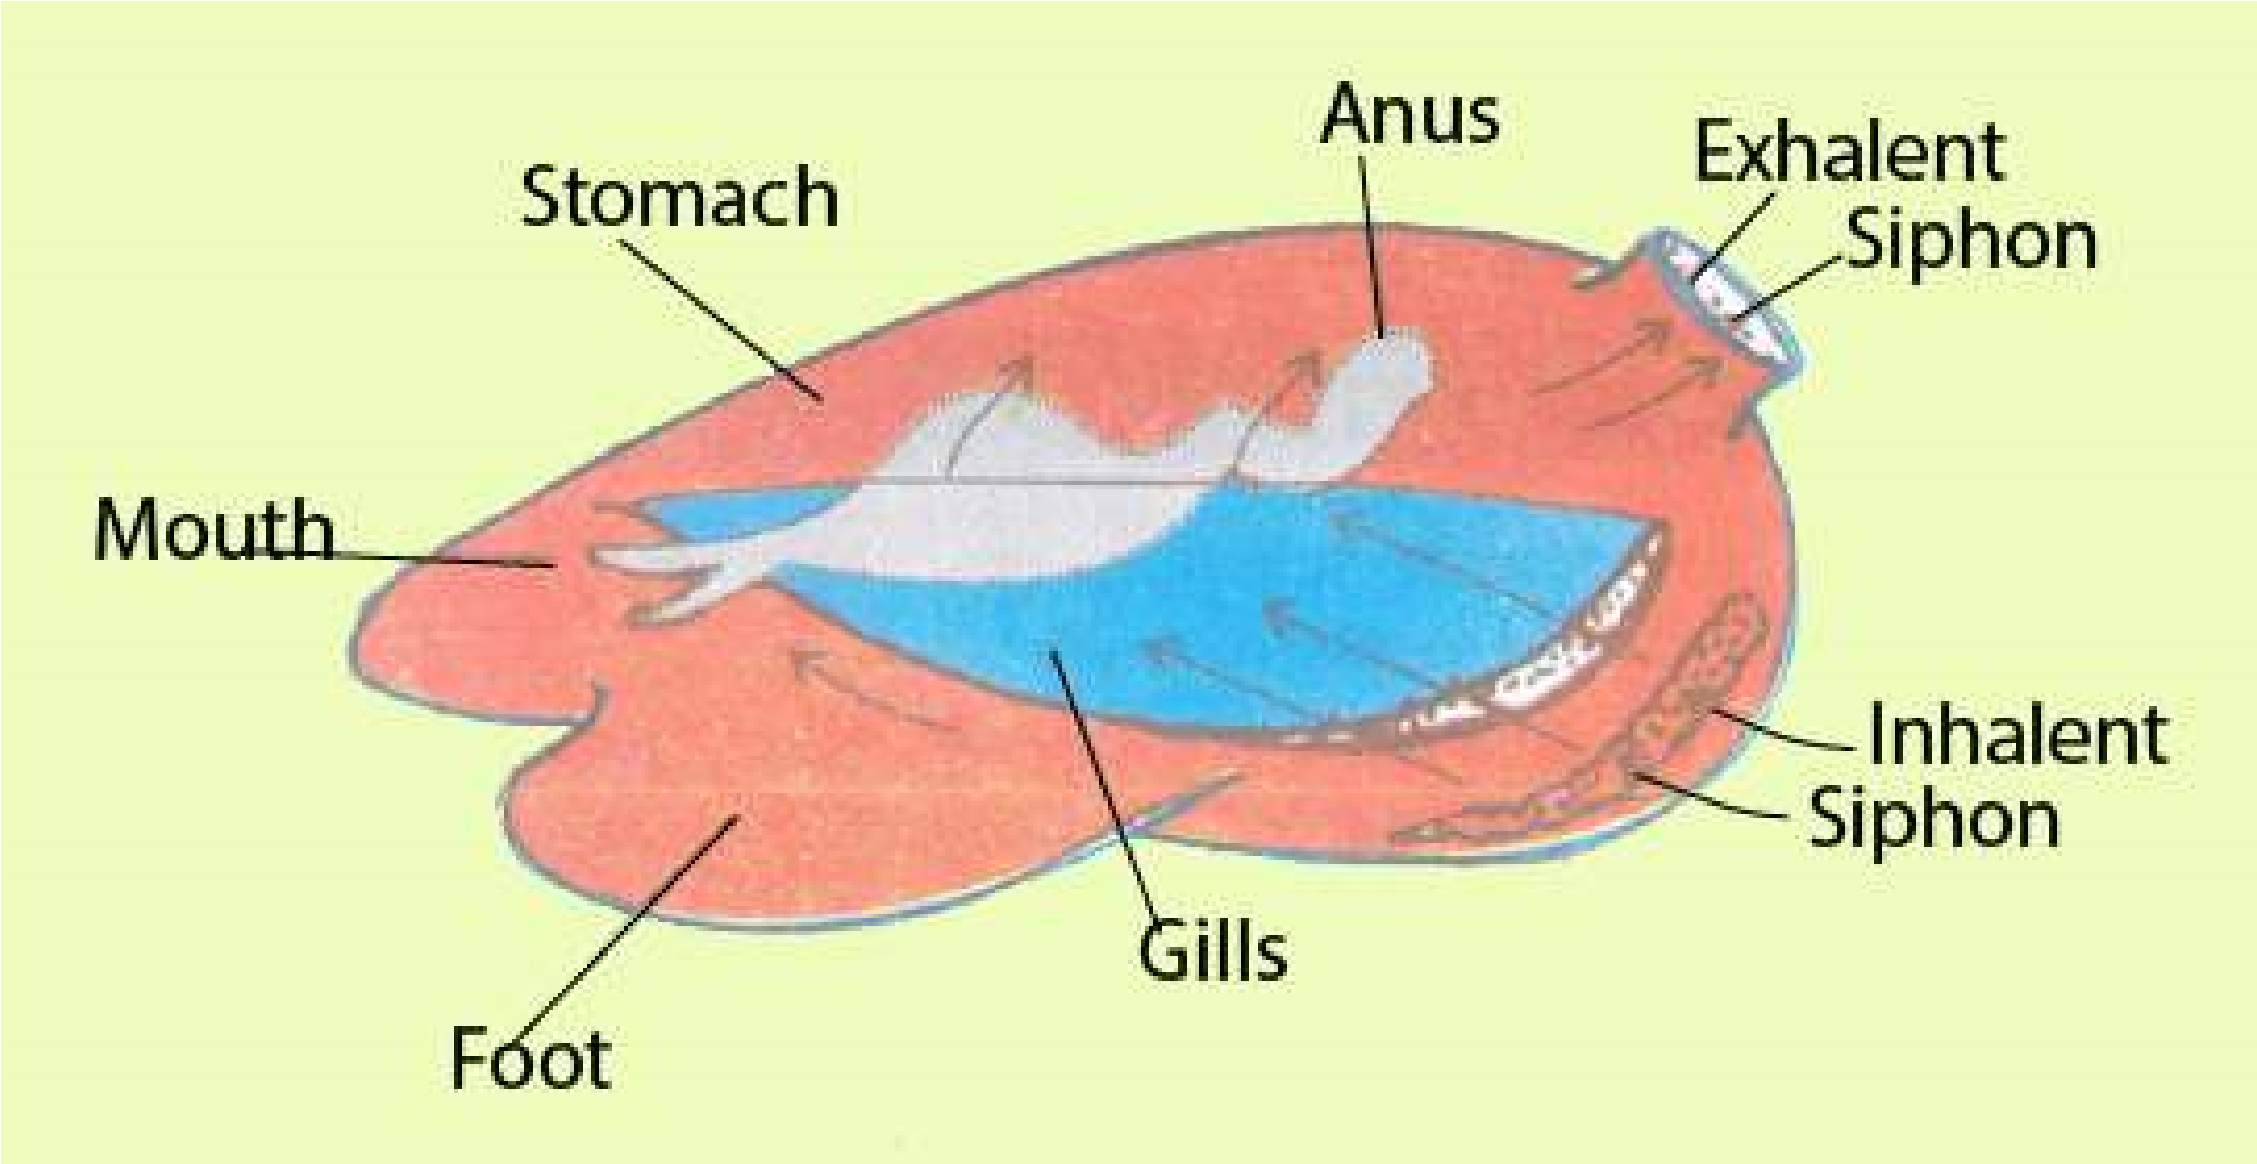 Anus
Exhalent
Siphon
Stomach
Mouth
Inhalent
Siphon
Gills
Foot